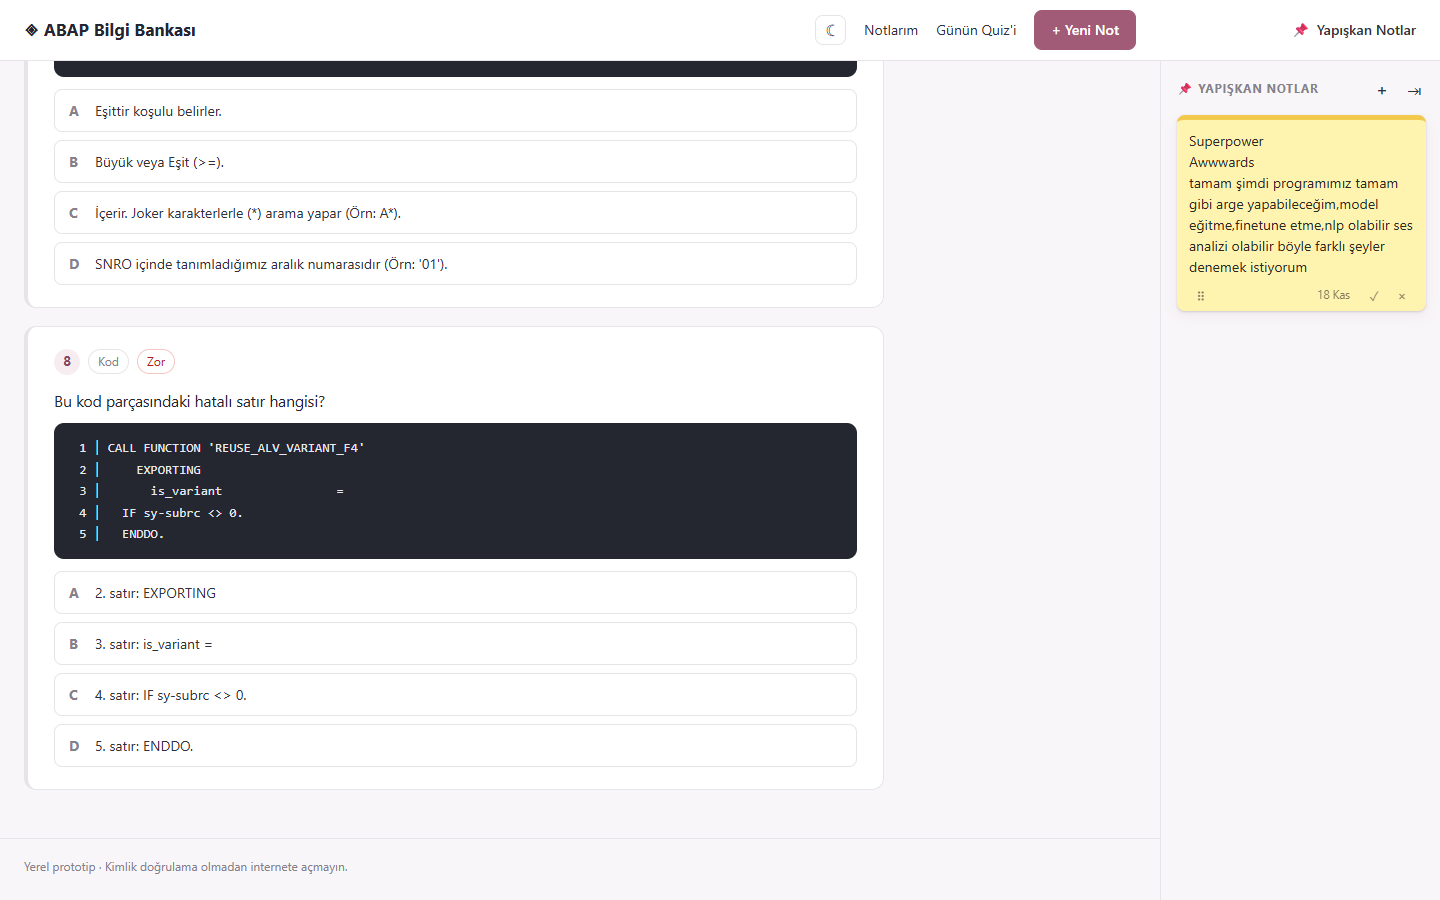 ◈ ABAP Bilgi Bankası
☾
Notlarım
Günün Quiz'i
+ Yeni Not
📌 Yapışkan Notlar
A Eşittir koşulu belirler.
B Büyük veya Eşit (>=).
C İçerir. Joker karakterlerle (*) arama yapar (Örn: A*).
D SNRO içinde tanımladığımız aralık numarasıdır (Örn: '01').
8 Kod Zor
Bu kod parçasındaki hatalı satır hangisi?
1 | CALL FUNCTION 'REUSE_ALV_VARIANT_F4'
2 |     EXPORTING
3 |       is_variant                =
4 |   IF sy-subrc <> 0.
5 |   ENDDO.
A 2. satır: EXPORTING
B 3. satır: is_variant =
C 4. satır: IF sy-subrc <> 0.
D 5. satır: ENDDO.
Yerel prototip · Kimlik doğrulama olmadan internete açmayın.
📌 YAPIŞKAN NOTLAR + ⇥
Superpower
Awwwards
tamam şimdi programımız tamam
gibi arge yapabileceğim,model
eğitme,finetune etme,nlp olabilir ses
analizi olabilir böyle farklı şeyler
denemek istiyorum
⠿ 18 Kas ✓ ×